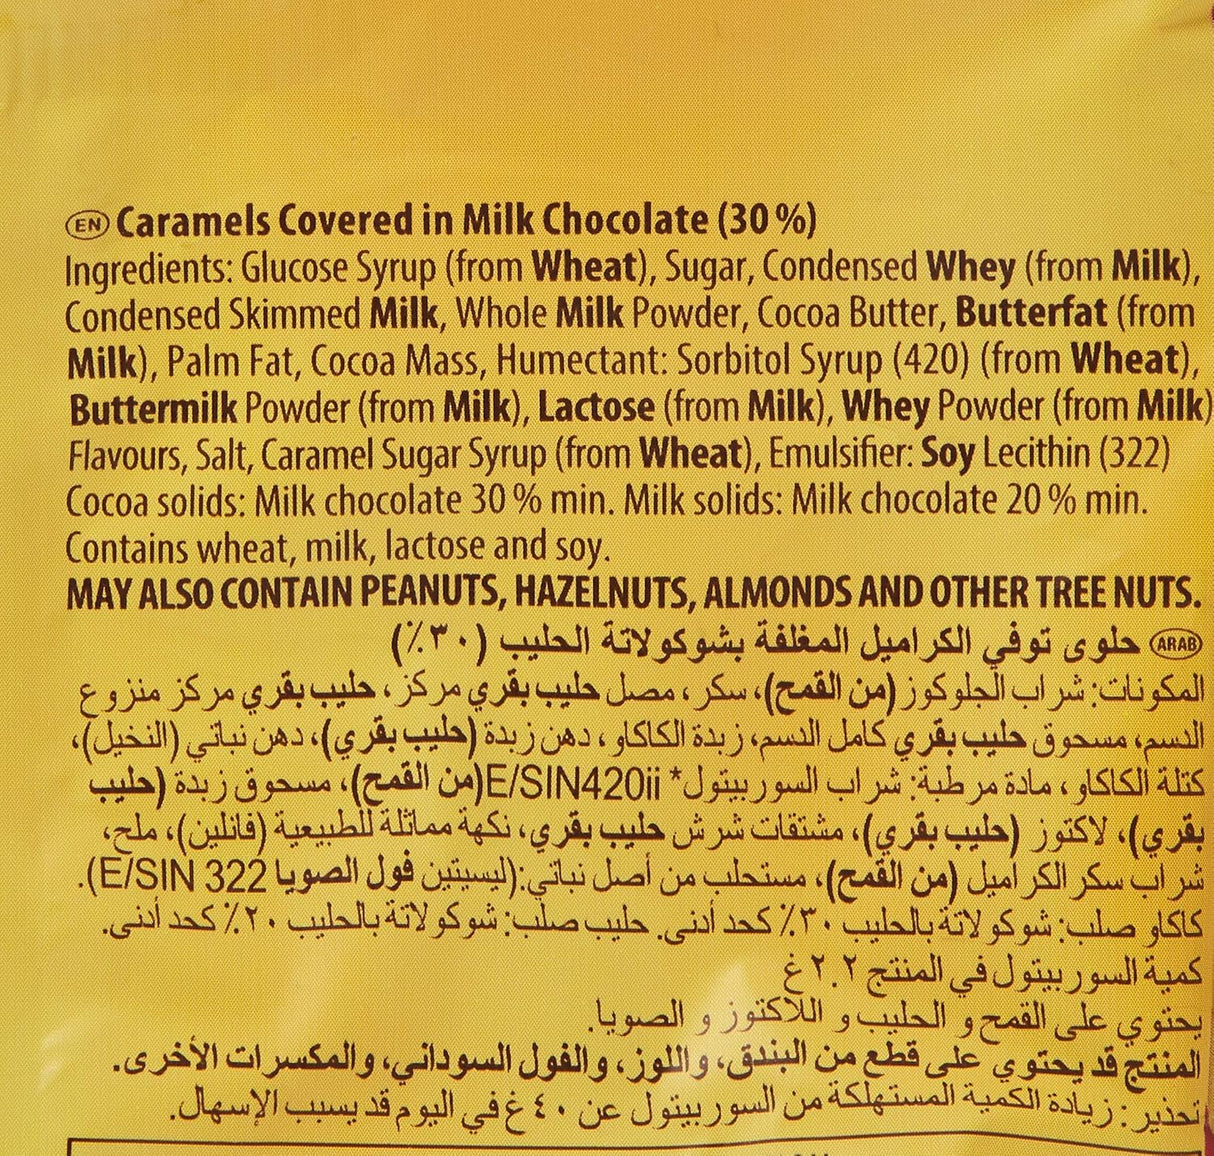 EN Caramels Covered in Milk Chocolate (30 %)
Ingredients: Glucose Syrup (from Wheat), Sugar, Condensed Whey (from Milk),
Condensed Skimmed Milk, Whole Milk Powder, Cocoa Butter, Butterfat (from
Milk), Palm Fat, Cocoa Mass, Humectant: Sorbitol Syrup (420) (from Wheat),
Buttermilk Powder (from Milk), Lactose (from Milk), Whey Powder (from Milk)
Flavours, Salt, Caramel Sugar Syrup (from Wheat), Emulsifier: Soy Lecithin (322)
Cocoa solids: Milk chocolate 30 % min. Milk solids: Milk chocolate 20 % min.
Contains wheat, milk, lactose and soy.
MAY ALSO CONTAIN PEANUTS, HAZELNUTS, ALMONDS AND OTHER TREE NUTS.
ARAB حلوى توفي الكراميل المغلفة بشوكولاتة الحليب (٣٠٪)
المكونات: شراب الجلوكوز (من القمح)، سكر، مصل حليب بقري مركز، حليب بقري مركز منزوع
الدسم، مسحوق حليب بقري كامل الدسم، زبدة الكاكاو، دهن زبدة (حليب بقري)، دهن نباتي (النخيل)،
كتلة الكاكاو، مادة مرطبة: شراب السوربيتول* E/SIN420ii(من القمح)، مسحوق زبدة (حليب
بقري)، لاكتوز (حليب بقري)، مشتقات شرش حليب بقري، نكهة مماثلة للطبيعية (فانلين)، ملح،
شراب سكر الكراميل (من القمح)، مستحلب من أصل نباتي:(ليسيتين فول الصويا E/SIN 322).
كاكاو صلب: شوكولاتة بالحليب ٣٠٪ كحد أدنى. حليب صلب: شوكولاتة بالحليب ٢٠٪ كحد أدنى.
كمية السوربيتول في المنتج ٢.٢ غ
يحتوي على القمح و الحليب و اللاكتوز و الصويا.
المنتج قد يحتوي على قطع من البندق، واللوز، والفول السوداني، والمكسرات الأخرى.
تحذير: زيادة الكمية المستهلكة من السوربيتول عن ٤٠ غ في اليوم قد يسبب الإسهال.